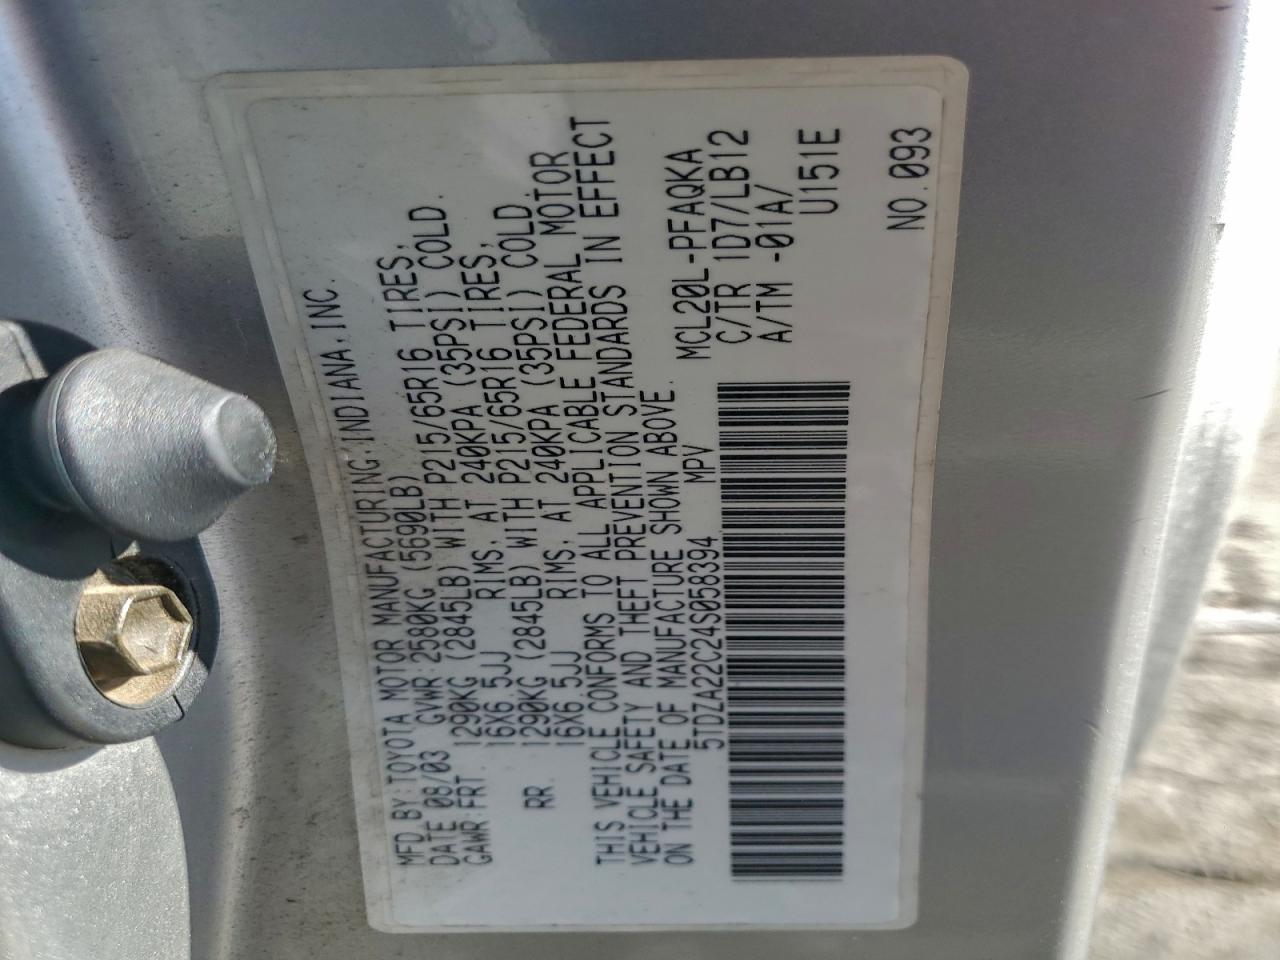 MFD BY:TOYOTA MOTOR MANUFACTURING,INDIANA,INC.
DATE 08/03 GVWR:2580KG (5690LB)
GAWR:FRT 1290KG (2845LB) WITH P215/65R16 TIRES,
16X6.5JJ RIMS, AT 240KPA (35PSI) COLD.
RR. 1290KG (2845LB) WITH P215/65R16 TIRES,
16X6.5JJ RIMS, AT 240KPA (35PSI) COLD.
THIS VEHICLE CONFORMS TO ALL APPLICABLE FEDERAL MOTOR
VEHICLE SAFETY AND THEFT PREVENTION STANDARDS IN EFFECT
ON THE DATE OF MANUFACTURE SHOWN ABOVE.
5TDZA22C24S058394 MPV
MCL20L-PFAQKA
C/TR 1D7/LB12
A/TM -01A/
U151E
NO.093